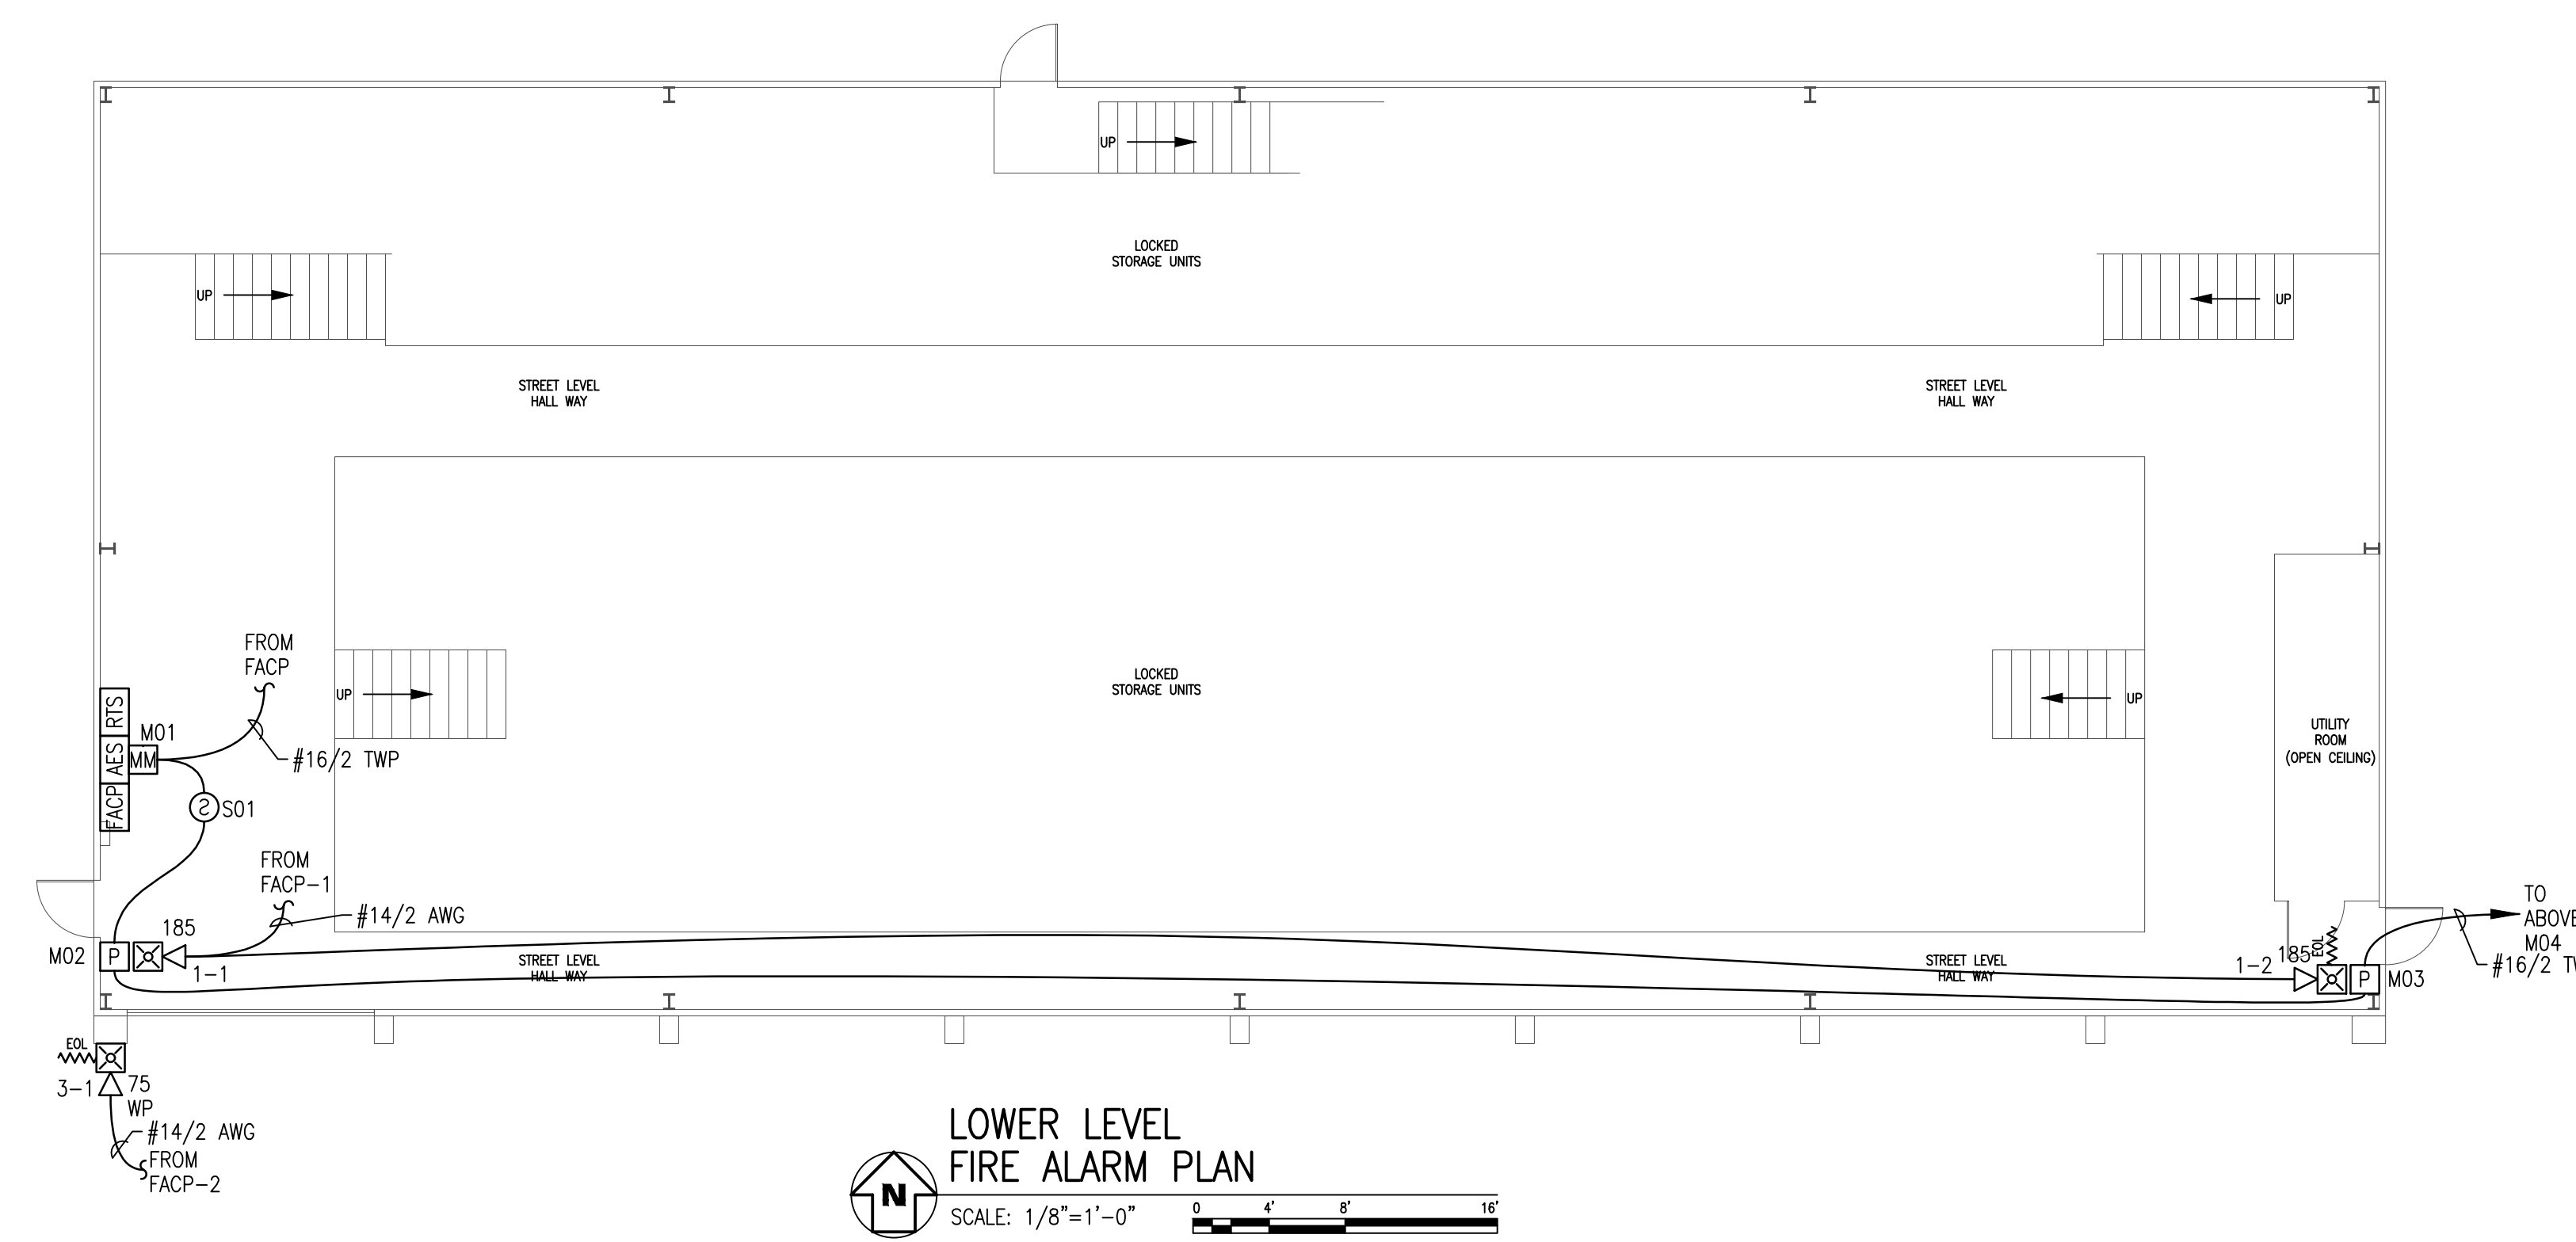 UP
LOCKED
STORAGE UNITS
UP
UP
STREET LEVEL
HALL WAY
STREET LEVEL
HALL WAY
FROM
FACP
RTS
M01
AES
MM
#16/2 TWP
FACP
S01
UP
LOCKED
STORAGE UNITS
UP
UTILITY
ROOM
(OPEN CEILING)
FROM
FACP-1
#14/2 AWG
185
M02
P
1-1
STREET LEVEL
HALL WAY
STREET LEVEL
HALL WAY
1-2
185
EOL
P
M03
TO
ABOVE
M04
#16/2 TW
EOL
3-1
75
WP
#14/2 AWG
FROM
FACP-2
LOWER LEVEL
FIRE ALARM PLAN
N
SCALE: 1/8"=1'-0"
0 4' 8' 16'